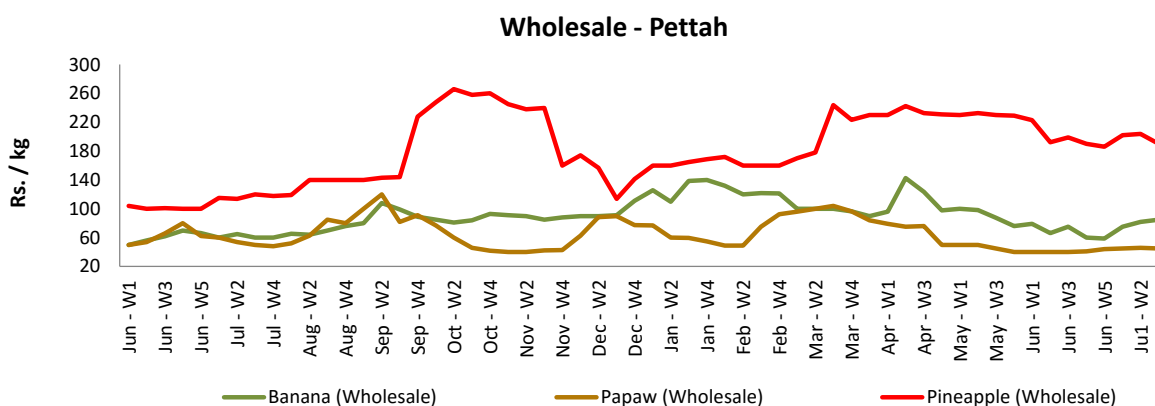 Wholesale - Pettah
Rs. / kg
300
260
220
180
140
100
60
20
Jun - W1
Jun - W3
Jun - W5
Jul - W2
Jul - W4
Aug - W2
Aug - W4
Sep - W2
Sep - W4
Oct - W2
Oct - W4
Nov - W2
Nov - W4
Dec - W2
Dec - W4
Jan - W2
Jan - W4
Feb - W2
Feb - W4
Mar - W2
Mar - W4
Apr - W1
Apr - W3
May - W1
May - W3
Jun - W1
Jun - W3
Jun - W5
Ju1 - W2
Banana (Wholesale)
Papaw (Wholesale)
Pineapple (Wholesale)